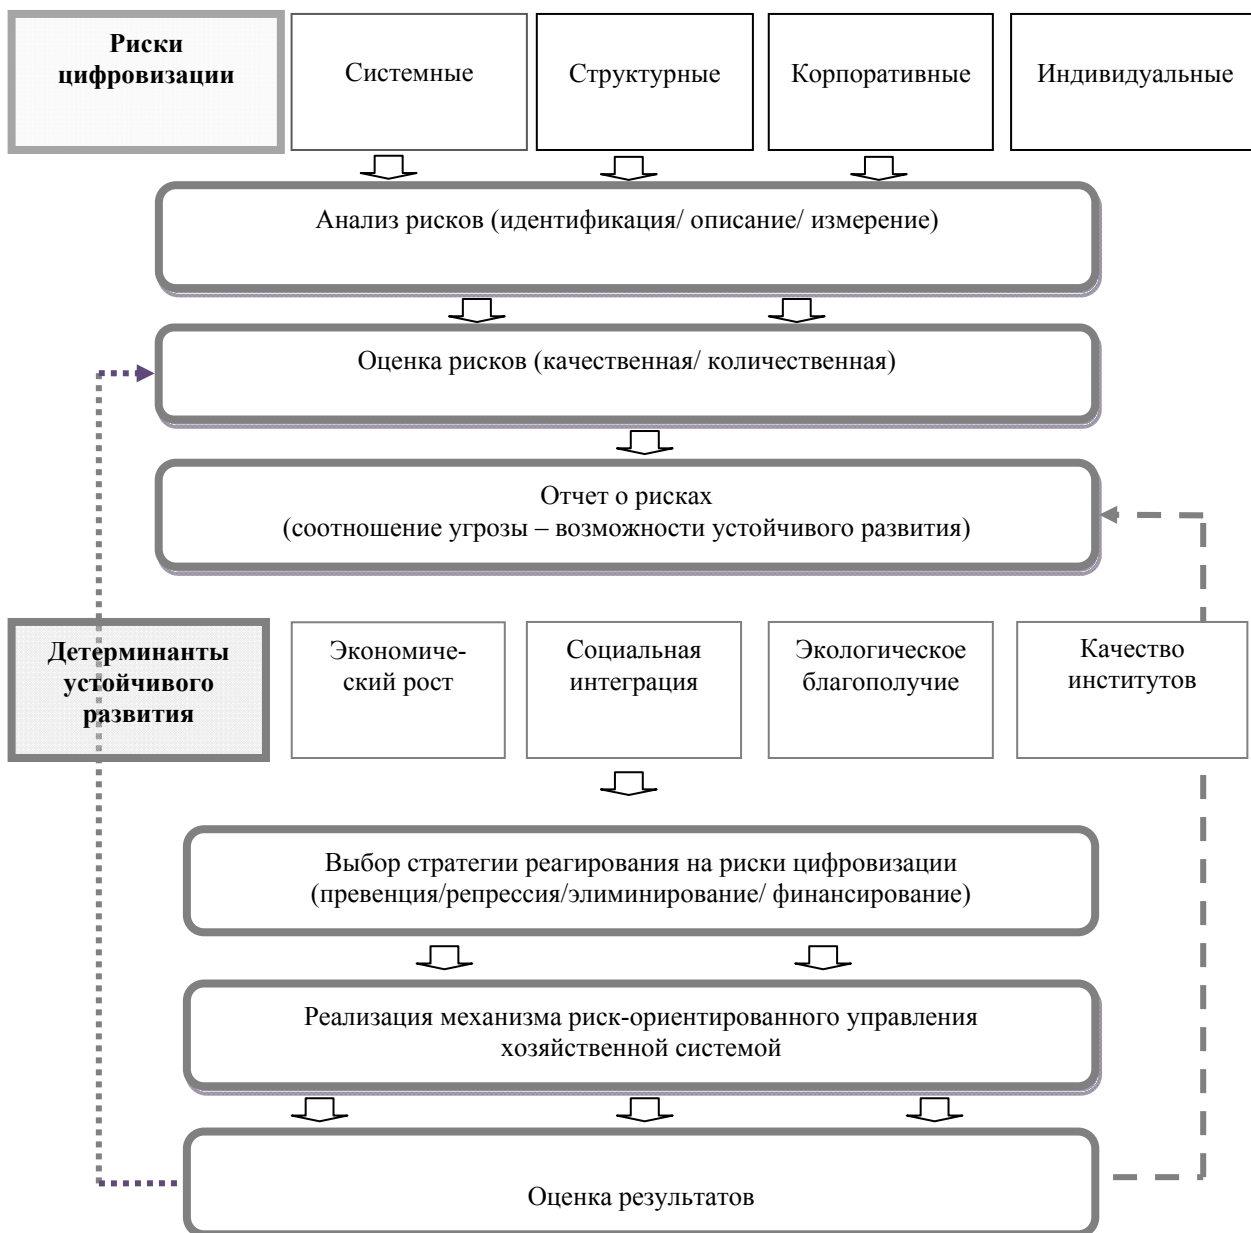 Риски
цифровизации
Системные
Структурные
Корпоративные
Индивидуальные
Анализ рисков (идентификация/ описание/ измерение)
Оценка рисков (качественная/ количественная)
Отчет о рисках
(соотношение угрозы – возможности устойчивого развития)
Детерминанты
устойчивого
развития
Экономиче-
ский рост
Социальная
интеграция
Экологическое
благополучие
Качество
институтов
Выбор стратегии реагирования на риски цифровизации
(превенция/репрессия/элиминирование/ финансирование)
Реализация механизма риск-ориентированного управления
хозяйственной системой
Оценка результатов